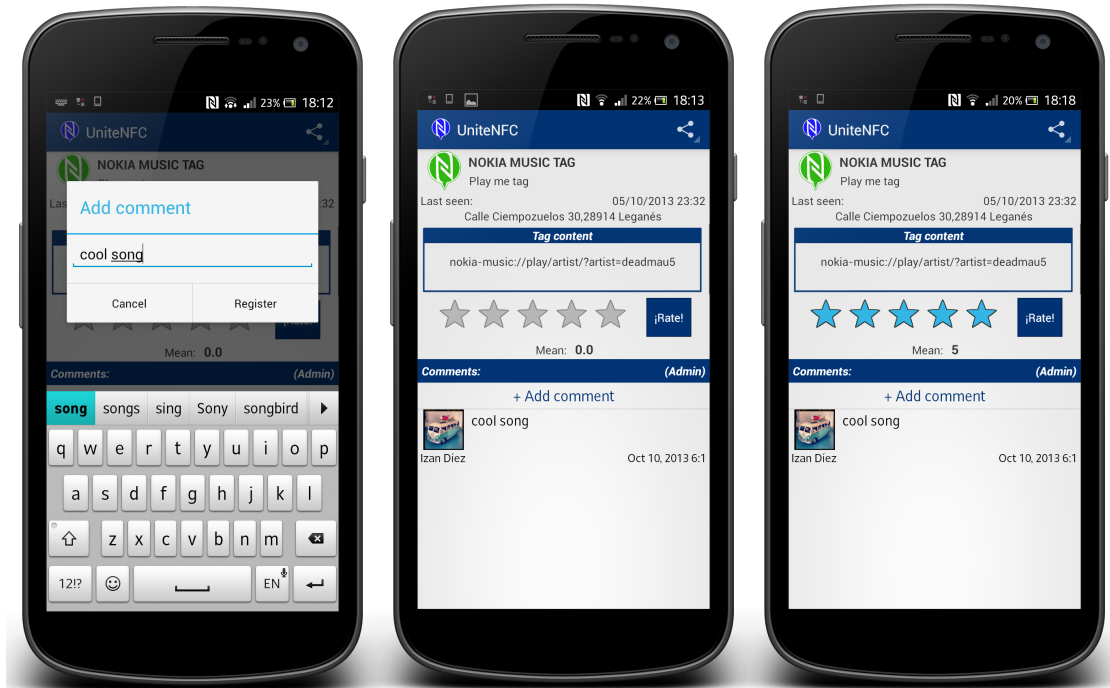 23% 18:12
UniteNFC
NOKIA MUSIC TAG
Las
:32
Add comment
cool song
Cancel
Register
Mean: 0.0
Comments: (Admin)
song songs sing Sony songbird
q w e r t y u i o p
a s d f g h j k l
z x c v b n m
12!? EN
22% 18:13
UniteNFC
NOKIA MUSIC TAG
Play me tag
Last seen: 05/10/2013 23:32
Calle Ciempozuelos 30,28914 Leganés
Tag content
nokia-music://play/artist/?artist=deadmau5
¡Rate!
Mean: 0.0
Comments: (Admin)
+ Add comment
cool song
Izan Diez Oct 10, 2013 6:1
20% 18:18
UniteNFC
NOKIA MUSIC TAG
Play me tag
Last seen: 05/10/2013 23:32
Calle Ciempozuelos 30,28914 Leganés
Tag content
nokia-music://play/artist/?artist=deadmau5
¡Rate!
Mean: 5
Comments: (Admin)
+ Add comment
cool song
Izan Diez Oct 10, 2013 6:1